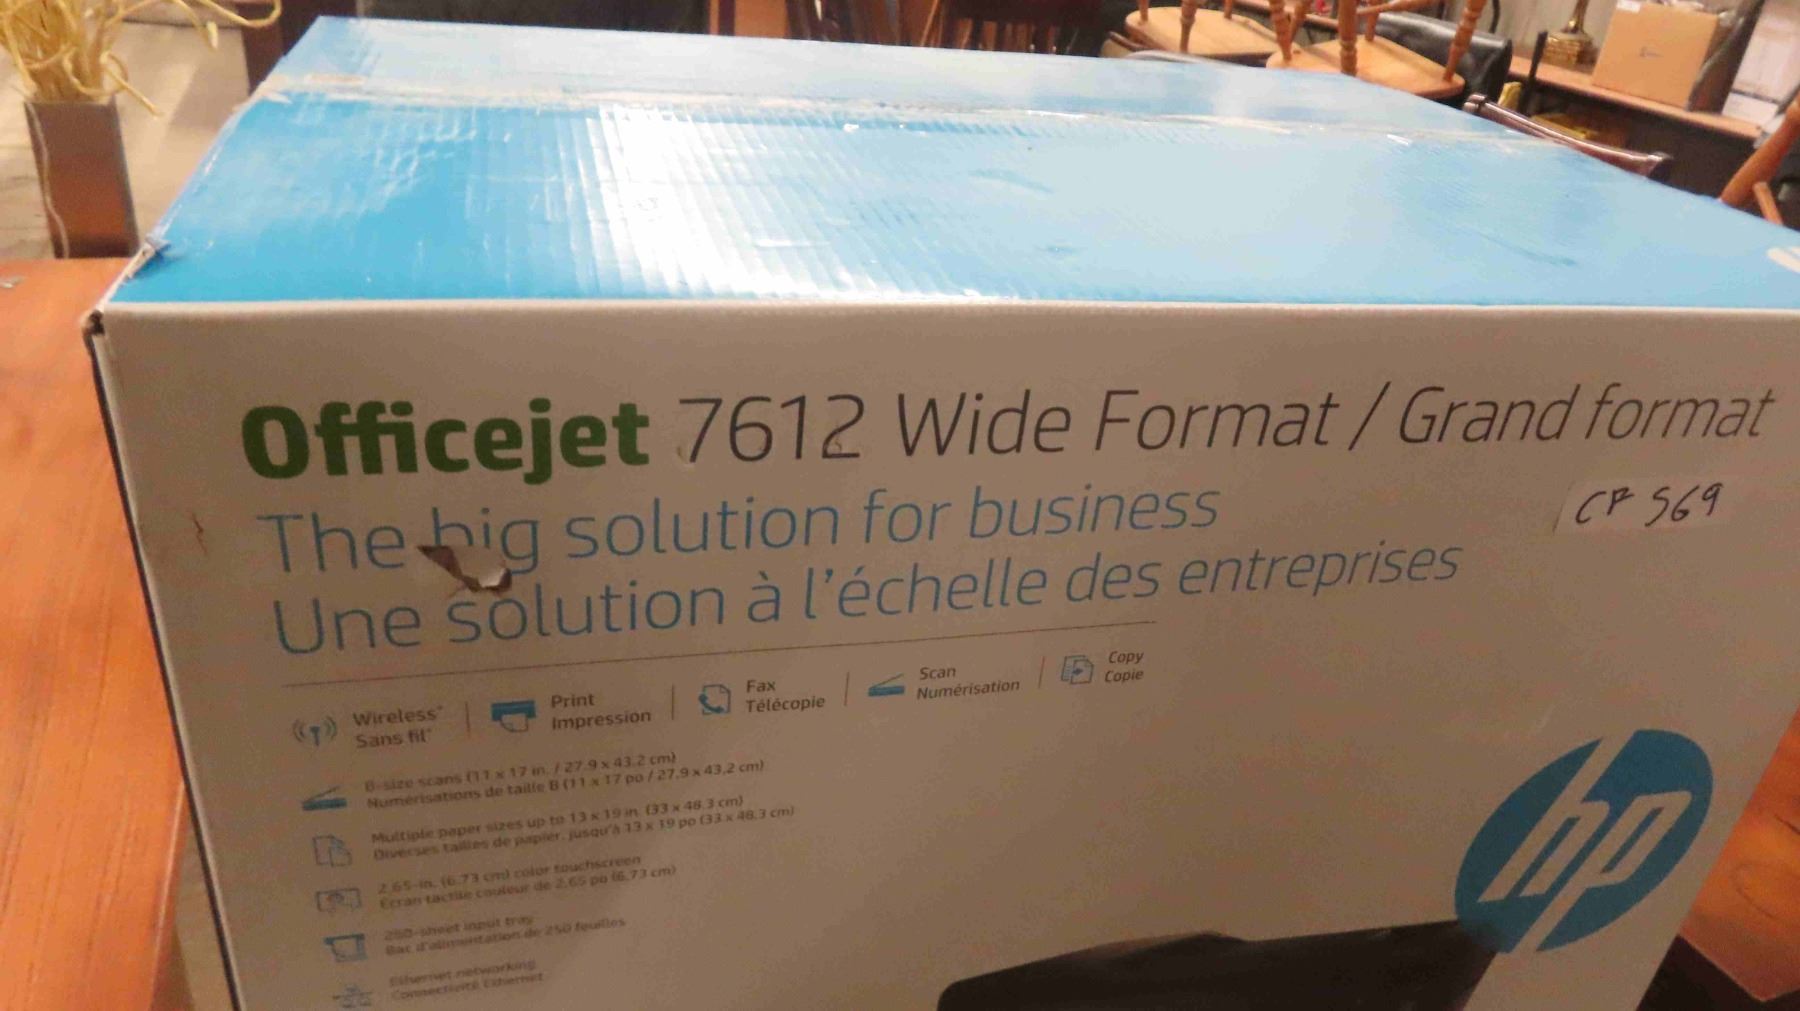 Officejet 7612 Wide Format / Grand format
CF 569
The big solution for business
Une solution à l'échelle des entreprises
Wireless*
Sans fil*
Print
Impression
Fax
Télécopie
Scan
Numérisation
Copy
Copie
B-size scans (11 x 17 in. / 27.9 x 43.2 cm)
Numérisations de taille B (11 x 17 po / 27,9 x 43,2 cm)
Multiple paper sizes up to 13 x 19 in. (33 x 48.3 cm)
Diverses tailles de papier, jusqu'à 13 x 19 po (33 x 48,3 cm)
2.65-in. (6.73 cm) color touchscreen
Écran tactile couleur de 2,65 po (6,73 cm)
250-sheet input tray
Bac d'alimentation de 250 feuilles
Ethernet networking
Connectivité Ethernet
hp